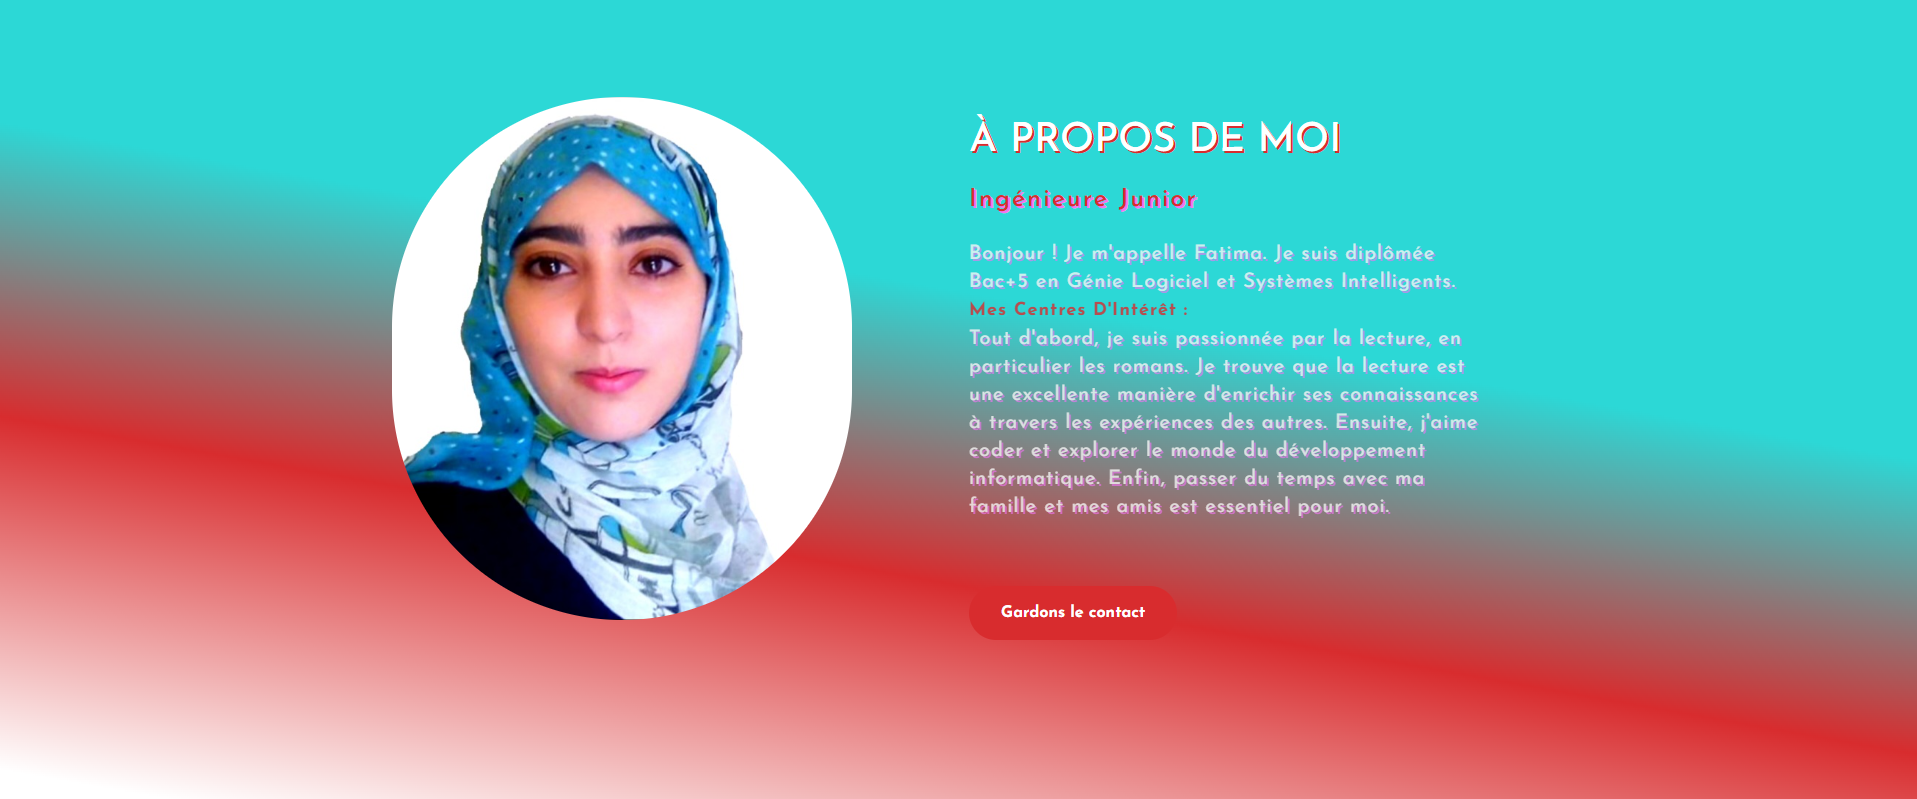 À PROPOS DE MOI
Ingénieure Junior
Bonjour ! Je m'appelle Fatima. Je suis diplômée
Bac+5 en Génie Logiciel et Systèmes Intelligents.
Mes Centres D'Intérêt :
Tout d'abord, je suis passionnée par la lecture, en
particulier les romans. Je trouve que la lecture est
une excellente manière d'enrichir ses connaissances
à travers les expériences des autres. Ensuite, j'aime
coder et explorer le monde du développement
informatique. Enfin, passer du temps avec ma
famille et mes amis est essentiel pour moi.
Gardons le contact